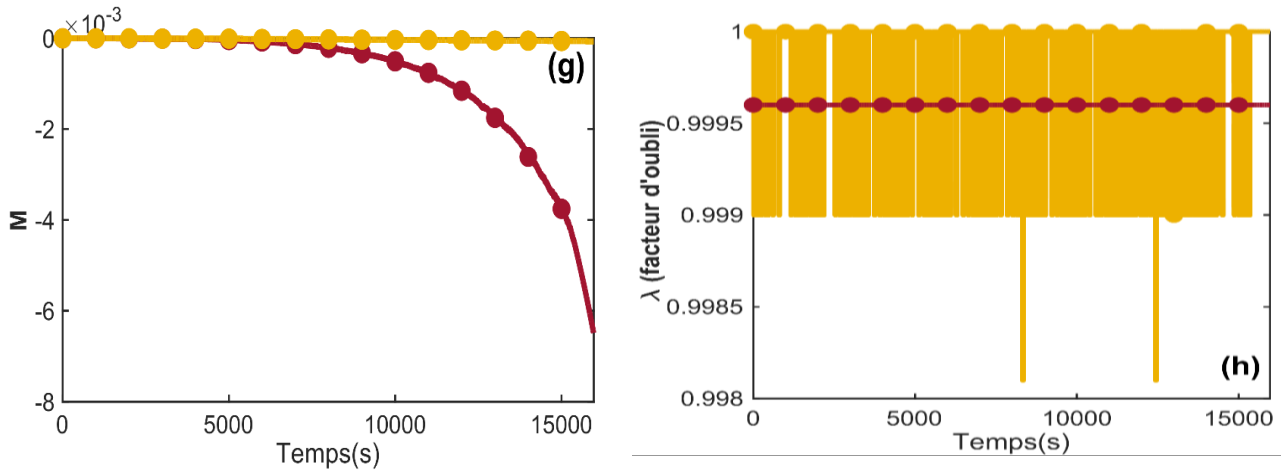 ×10-3
0
-2
-4
-6
-8
M
(g)
0 5000 10000 15000
Temps(s)
1
0.9995
0.999
0.9985
0.998
λ (facteur d'oubli)
(h)
0 5000 10000 15000
Temps(s)